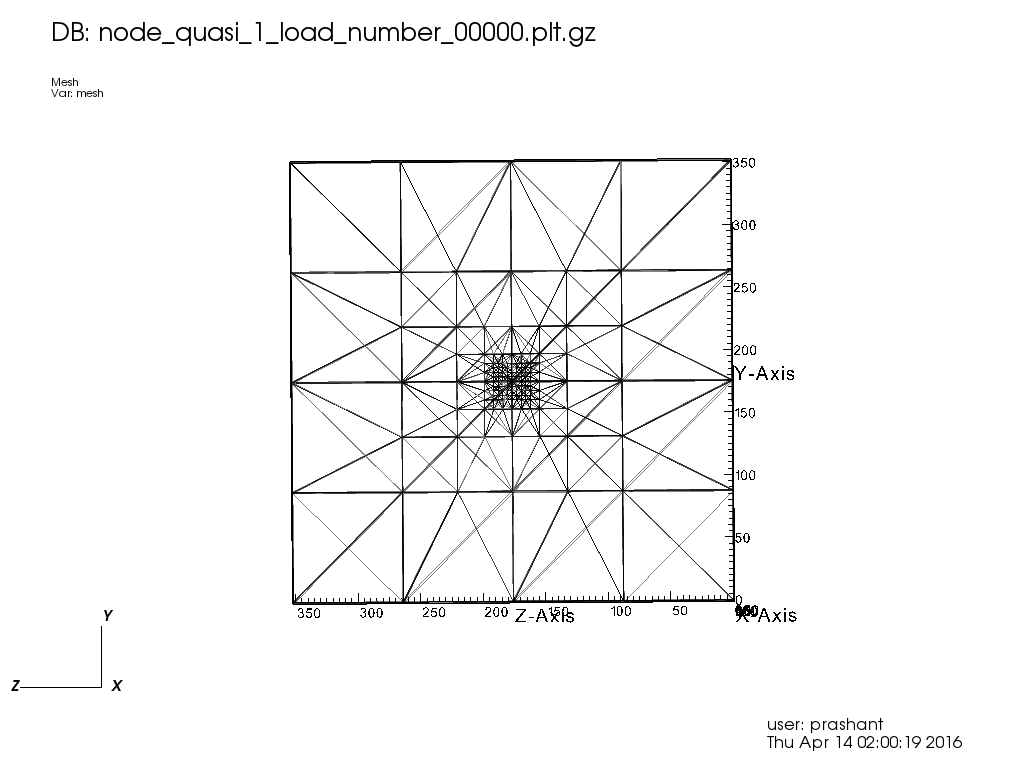 DB: node_quasi_1_load_number_00000.plt.gz
Mesh
Var: mesh
350
300
250
200
Y-Axis
150
100
50
0
350 300 250 200 150 100 50
Z-Axis X-Axis
Y
Z X
user: prashant
Thu Apr 14 02:00:19 2016